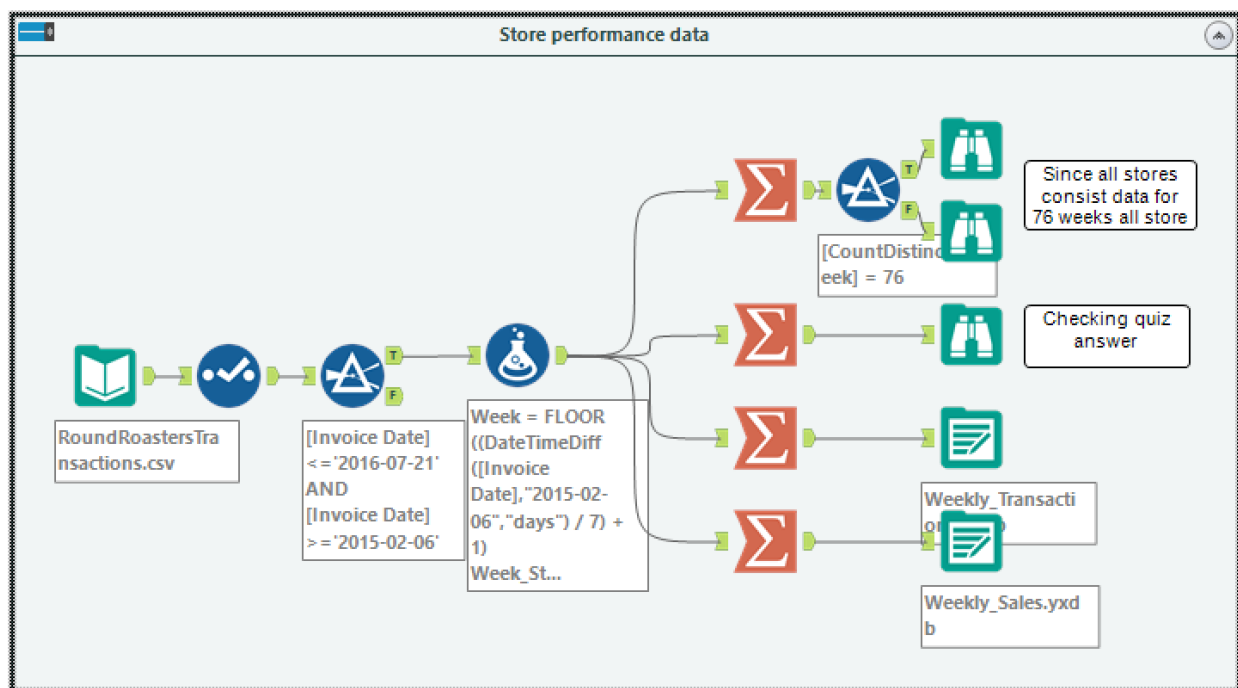 Store performance data
T
F
Since all stores
consist data for
76 weeks all store
[CountDistinc
eek] = 76
Checking quiz
answer
T
F
RoundRoastersTra
nsactions.csv
[Invoice Date]
<='2016-07-21'
AND
[Invoice Date]
>='2015-02-06'
Week = FLOOR
((DateTimeDiff
([Invoice
Date],"2015-02-
06","days") / 7) +
1)
Week_St...
Weekly_Transacti
Weekly_Sales.yxd
b